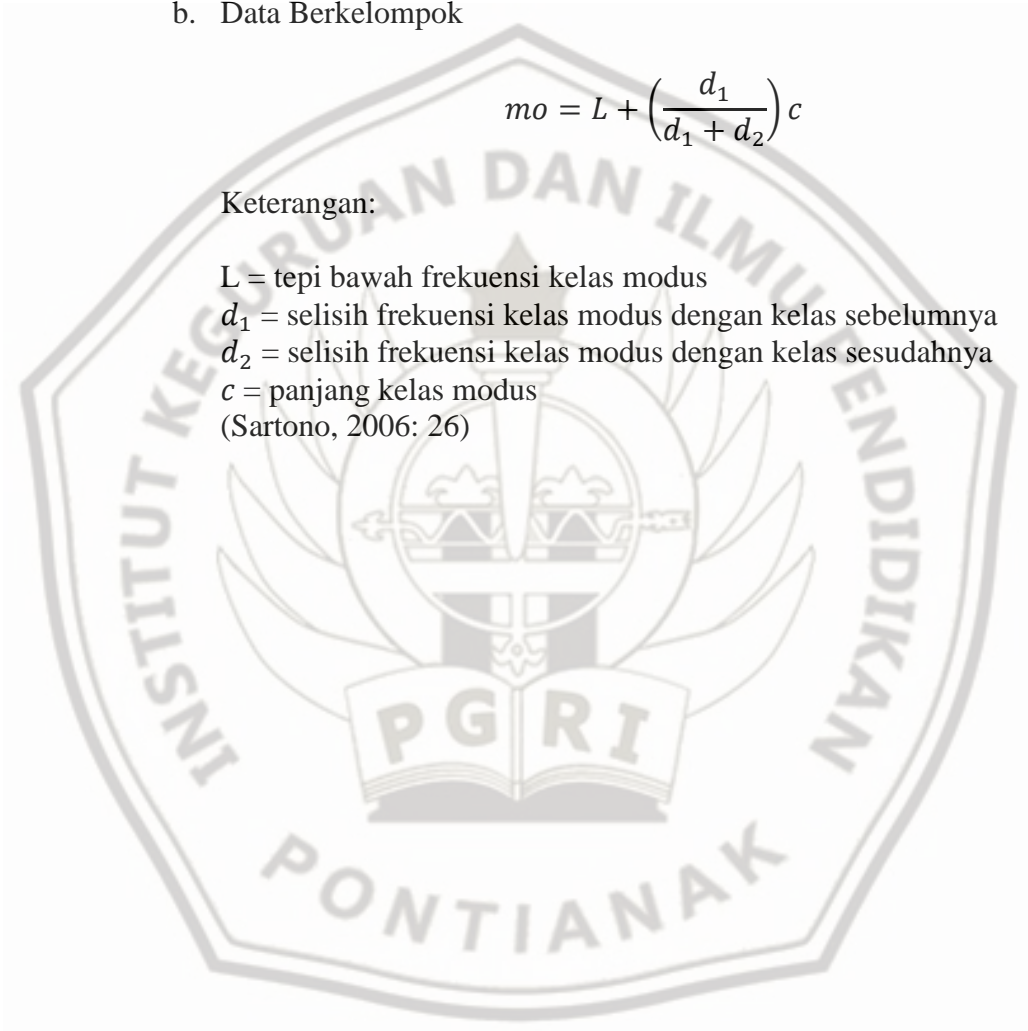 b. Data Berkelompok
mo = L + (d₁ / (d₁ + d₂)) c
Keterangan:
L = tepi bawah frekuensi kelas modus
d₁ = selisih frekuensi kelas modus dengan kelas sebelumnya
d₂ = selisih frekuensi kelas modus dengan kelas sesudahnya
c = panjang kelas modus
(Sartono, 2006: 26)
INSTITUT KEGURUAN DAN ILMU PENDIDIKAN
PGRI
PONTIANAK